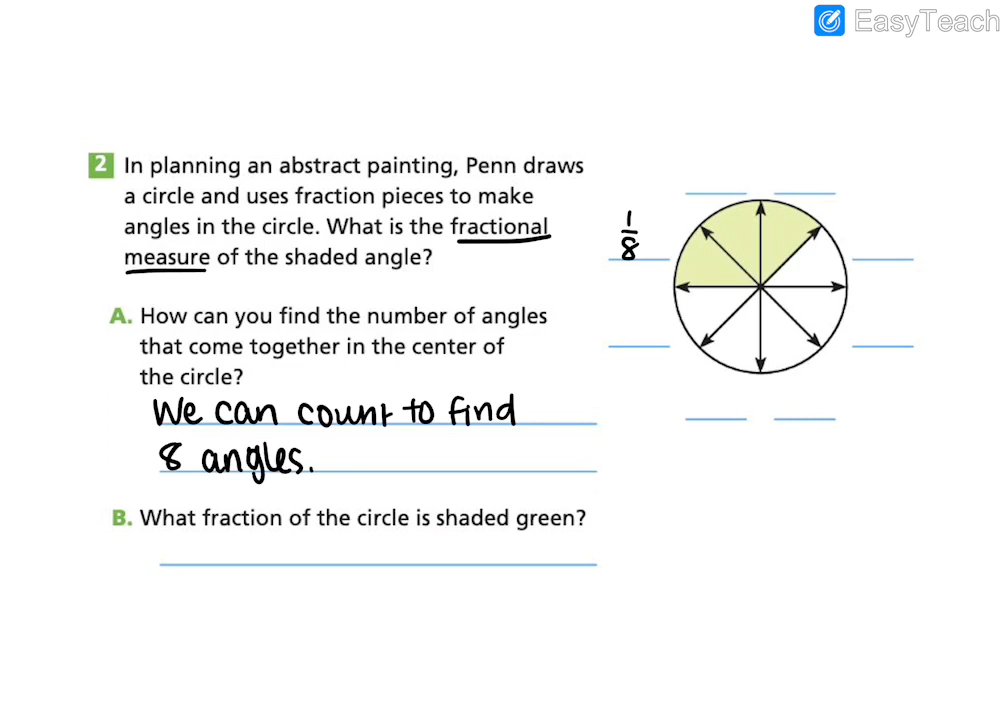 EasyTeach
2 In planning an abstract painting, Penn draws
a circle and uses fraction pieces to make
angles in the circle. What is the fractional
measure of the shaded angle?
1/8
A. How can you find the number of angles
that come together in the center of
the circle?
We can count to find
8 angles.
B. What fraction of the circle is shaded green?